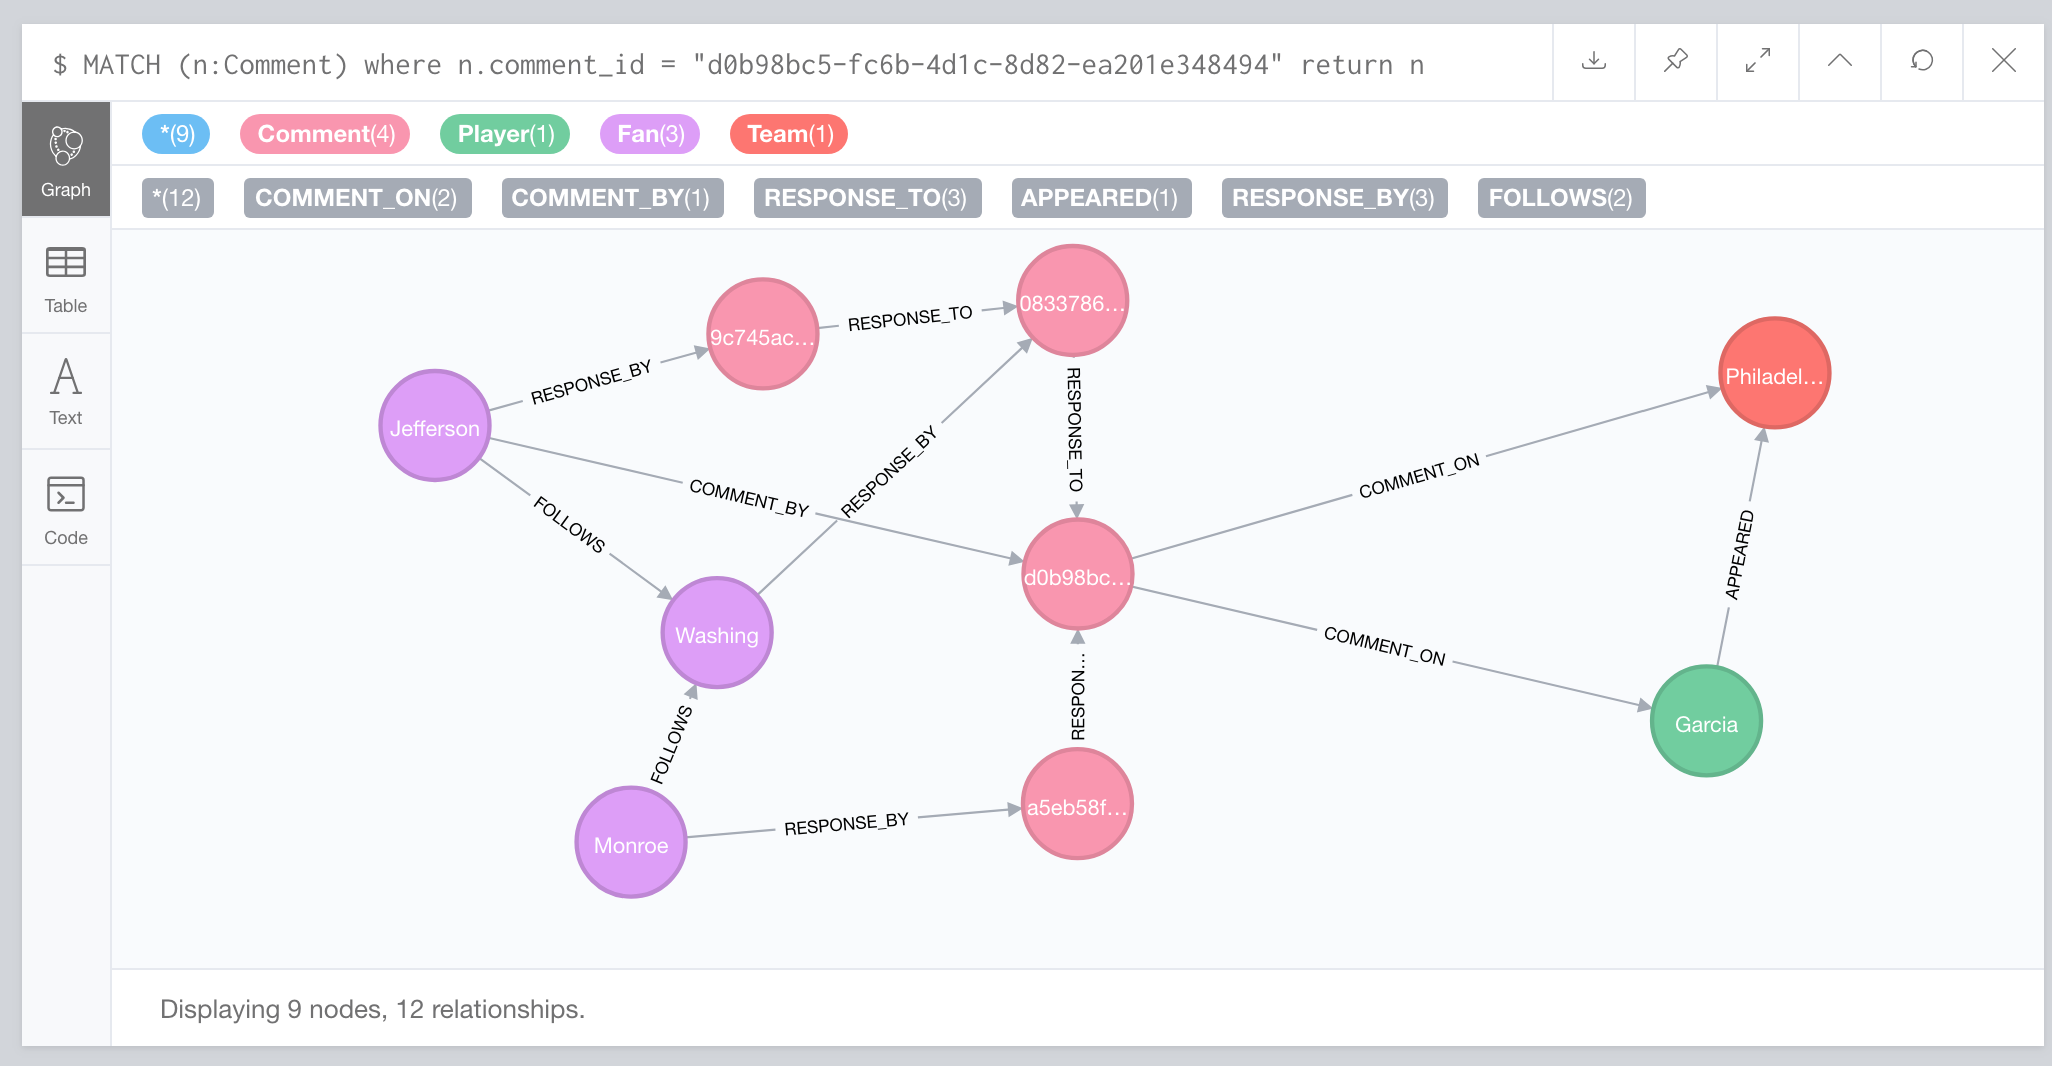 $ MATCH (n:Comment) where n.comment_id = "d0b98bc5-fc6b-4d1c-8d82-ea201e348494" return n
Graph
Table
Text
Code
*(9) Comment(4) Player(1) Fan(3) Team(1)
*(12) COMMENT_ON(2) COMMENT_BY(1) RESPONSE_TO(3) APPEARED(1) RESPONSE_BY(3) FOLLOWS(2)
0833786...
RESPONSE_TO
9c745ac...
RESPONSE_BY
Philadel...
Jefferson
RESPONSE_TO
RESPONSE_BY
COMMENT_ON
COMMENT_BY
FOLLOWS
APPEARED
d0b98bc...
Washing
COMMENT_ON
RESPON...
Garcia
FOLLOWS
a5eb58f...
RESPONSE_BY
Monroe
Displaying 9 nodes, 12 relationships.